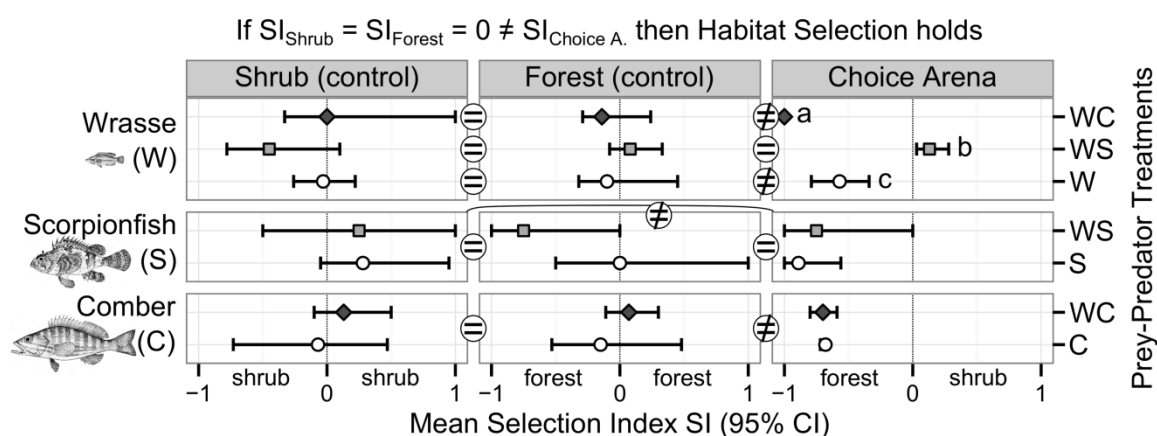 If SI_Shrub = SI_Forest = 0 ≠ SI_Choice A. then Habitat Selection holds
Shrub (control) Forest (control) Choice Arena
Wrasse
(W)
= = ≠ a WC
= = = b WS
= = ≠ c W
Scorpionfish
(S)
≠
= = WS
S
Comber
(C)
= ≠ WC
C
shrub shrub forest forest forest shrub
−1 0 1 −1 0 1 −1 0 1
Mean Selection Index SI (95% CI)
Prey-Predator Treatments